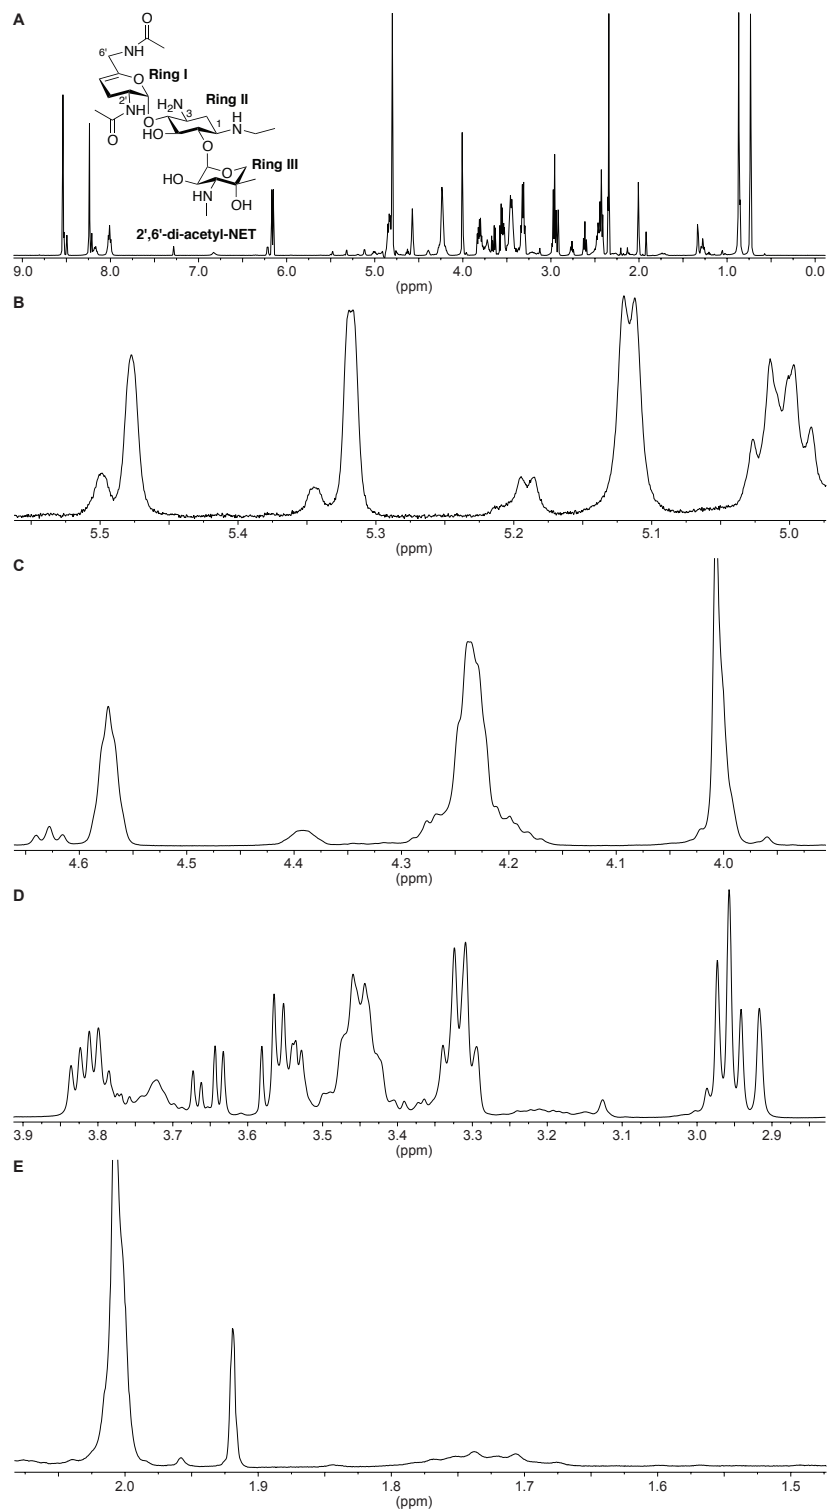 A
O
6'
NH
Ring I
O
2'
H2N
Ring II
NH
O
3
1
O
HO
N
H
O
O
Ring III
HO
HN
OH
2',6'-di-acetyl-NET
9.0 8.0 7.0 6.0 5.0 4.0 3.0 2.0 1.0 0.0
(ppm)
B
5.5 5.4 5.3 5.2 5.1 5.0
(ppm)
C
4.6 4.5 4.4 4.3 4.2 4.1 4.0
(ppm)
D
3.9 3.8 3.7 3.6 3.5 3.4 3.3 3.2 3.1 3.0 2.9
(ppm)
E
2.0 1.9 1.8 1.7 1.6 1.5
(ppm)